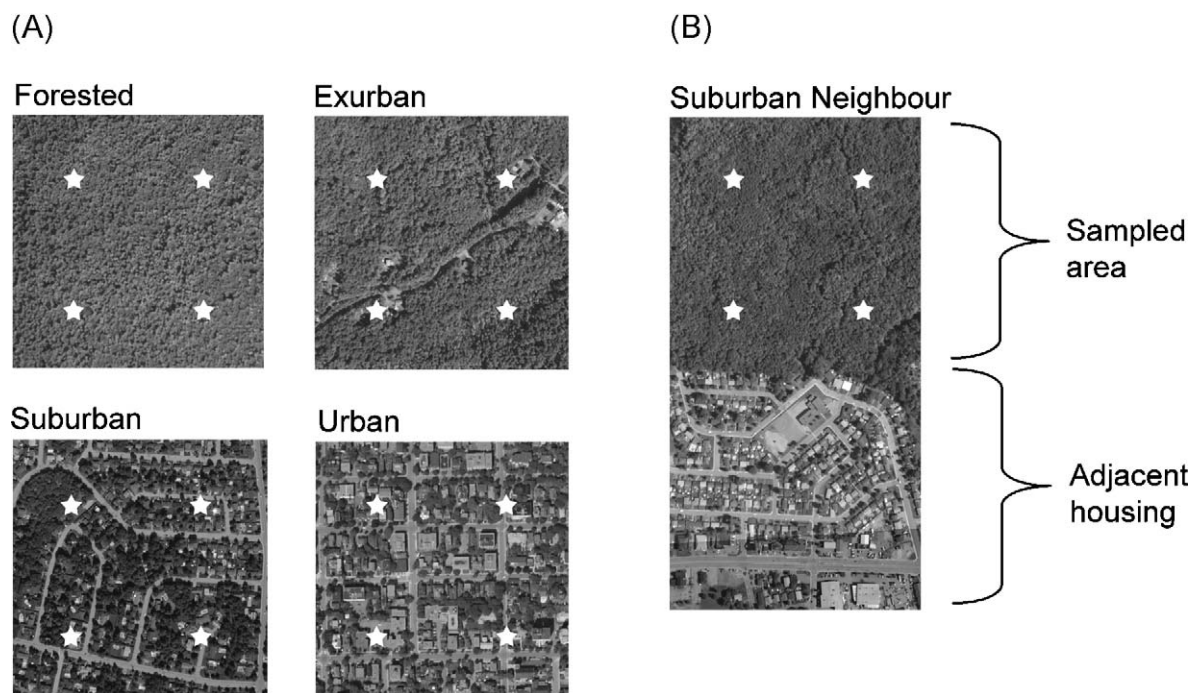 (A)
Forested
Exurban
Suburban
Urban
(B)
Suburban Neighbour
Sampled
area
Adjacent
housing